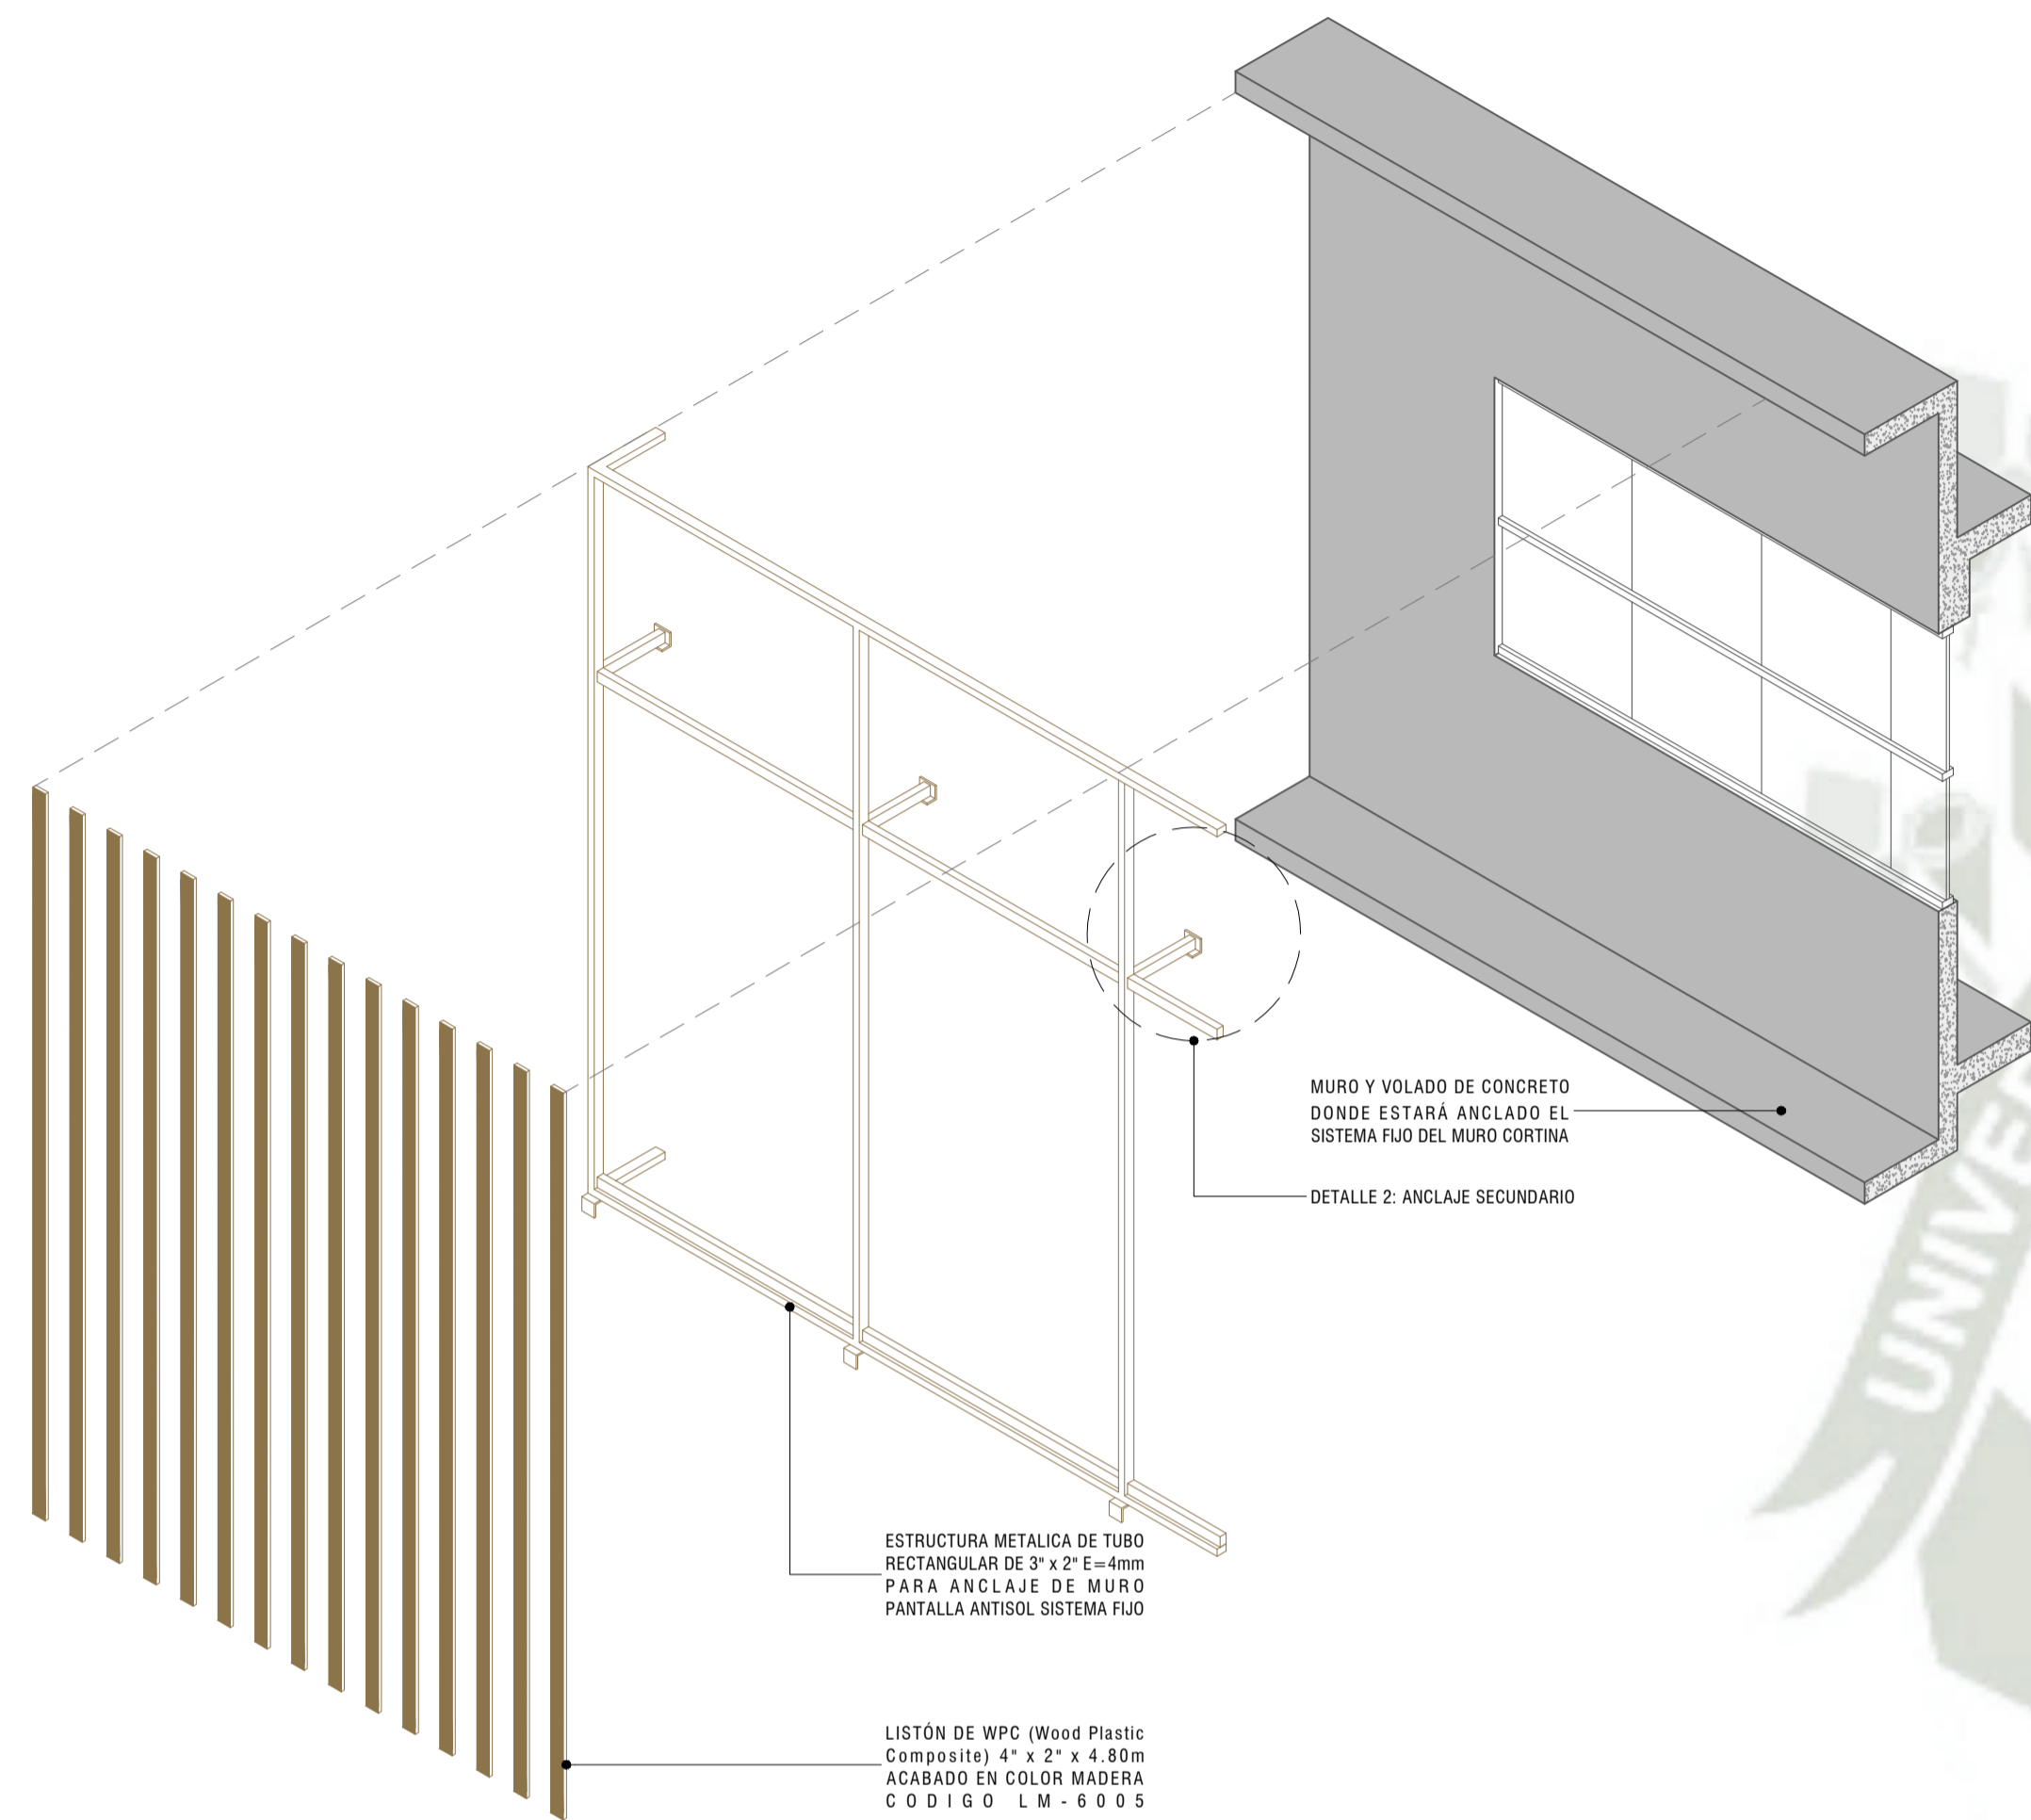 MURO Y VOLADO DE CONCRETO
DONDE ESTARÁ ANCLADO EL
SISTEMA FIJO DEL MURO CORTINA
DETALLE 2: ANCLAJE SECUNDARIO
ESTRUCTURA METALICA DE TUBO
RECTANGULAR DE 3" x 2" E=4mm
PARA ANCLAJE DE MURO
PANTALLA ANTISOL SISTEMA FIJO
LISTÓN DE WPC (Wood Plastic
Composite) 4" x 2" x 4.80m
ACABADO EN COLOR MADERA
CODIGO LM-6005